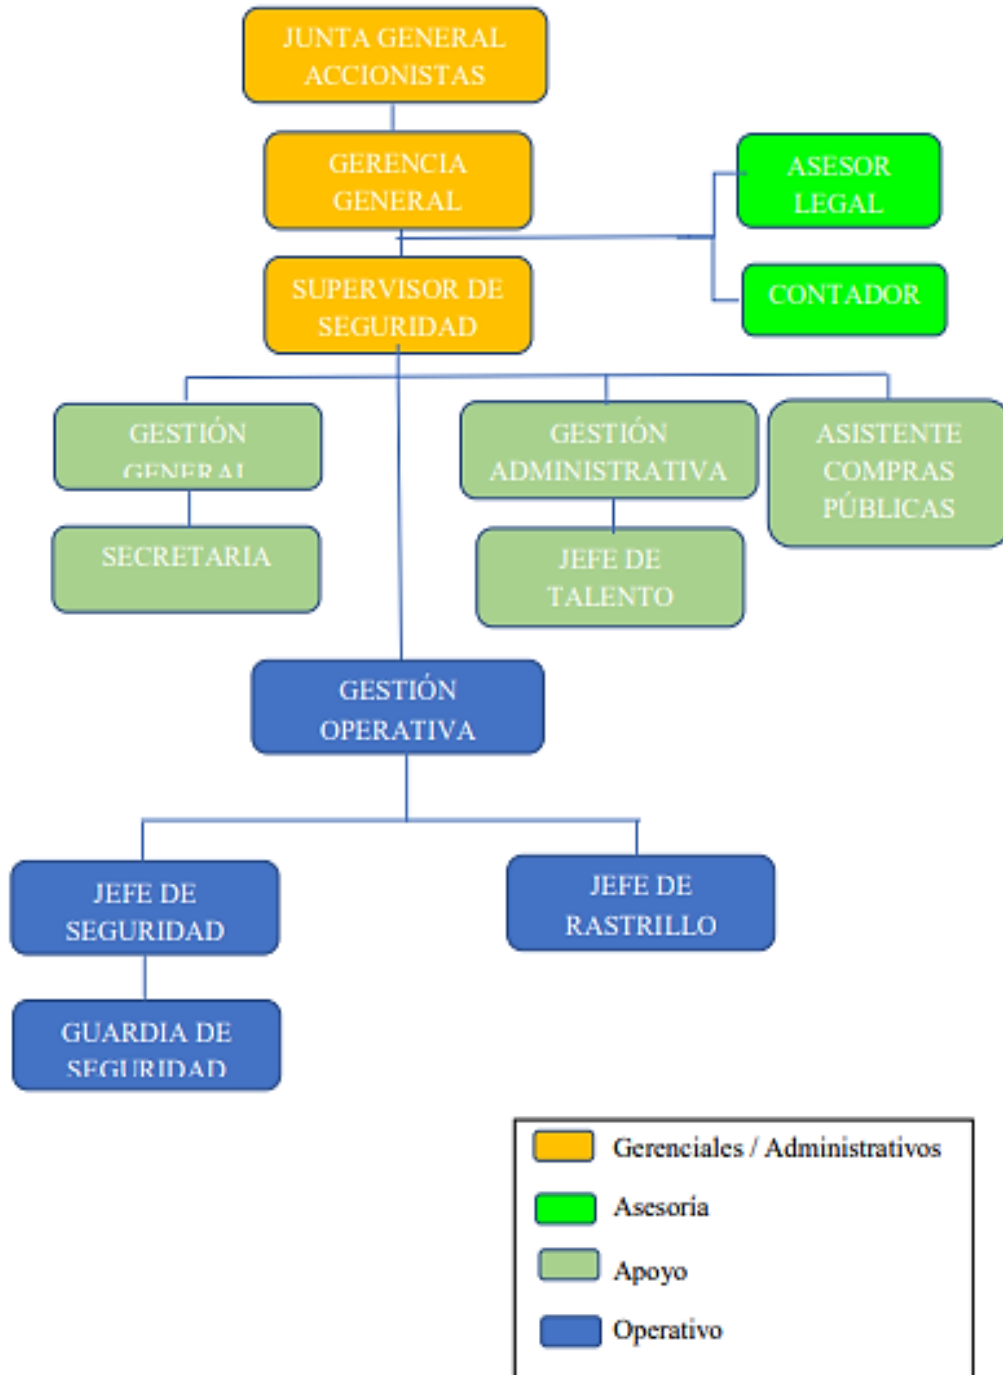 JUNTA GENERAL
ACCIONISTAS
GERENCIA
GENERAL
ASESOR
LEGAL
SUPERVISOR DE
SEGURIDAD
CONTADOR
GESTIÓN
GENERAL
GESTIÓN
ADMINISTRATIVA
ASISTENTE
COMPRAS
PÚBLICAS
SECRETARIA
JEFE DE
TALENTO
GESTIÓN
OPERATIVA
JEFE DE
SEGURIDAD
JEFE DE
RASTRILLO
GUARDIA DE
SEGURIDAD
Gerenciales / Administrativos
Asesoria
Apoyo
Operativo